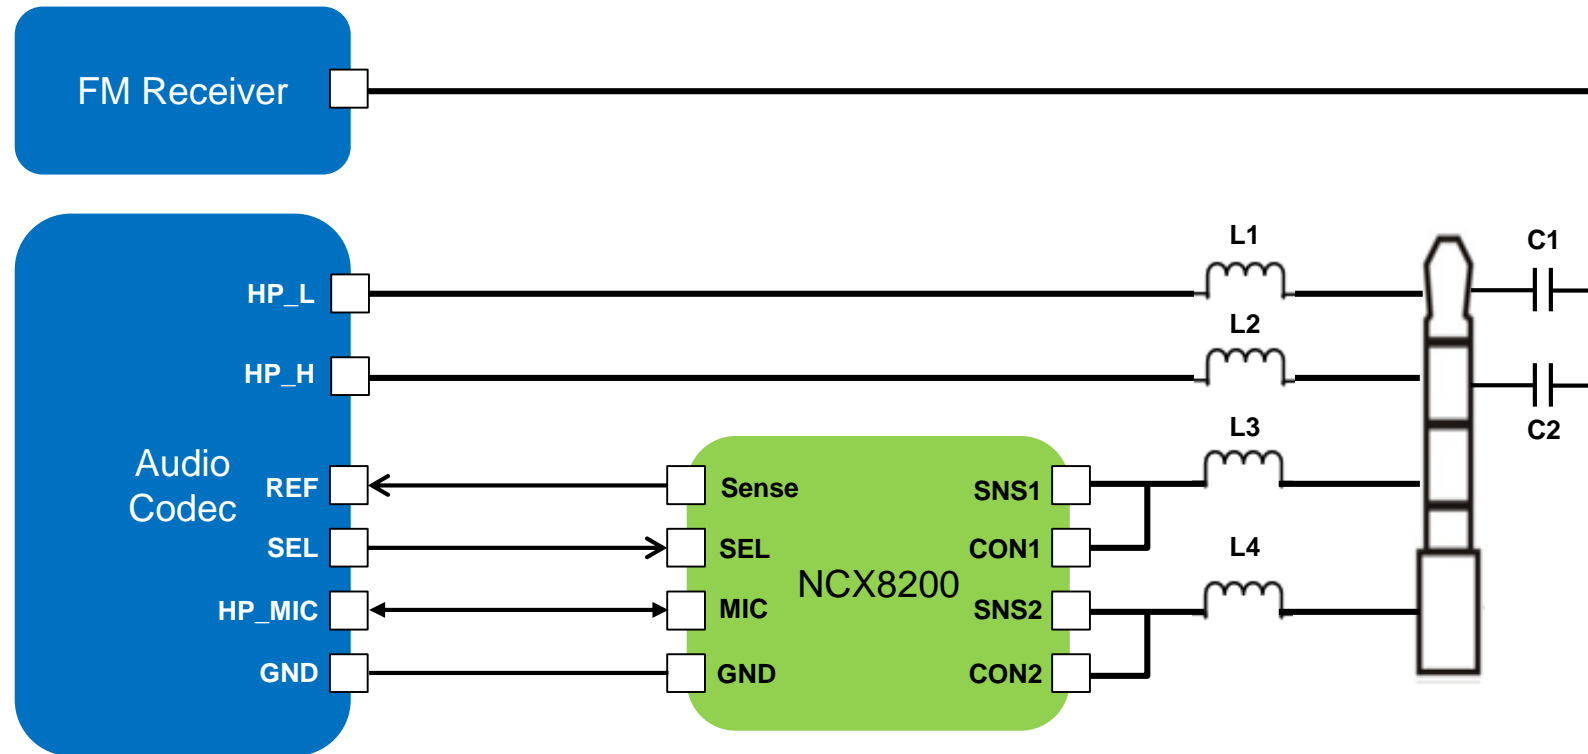 FM Receiver
L1
C1
HP_L
L2
HP_H
C2
L3
Audio
Codec
REF
Sense
SNS1
SEL
SEL
CON1
L4
NCX8200
HP_MIC
MIC
SNS2
GND
GND
CON2